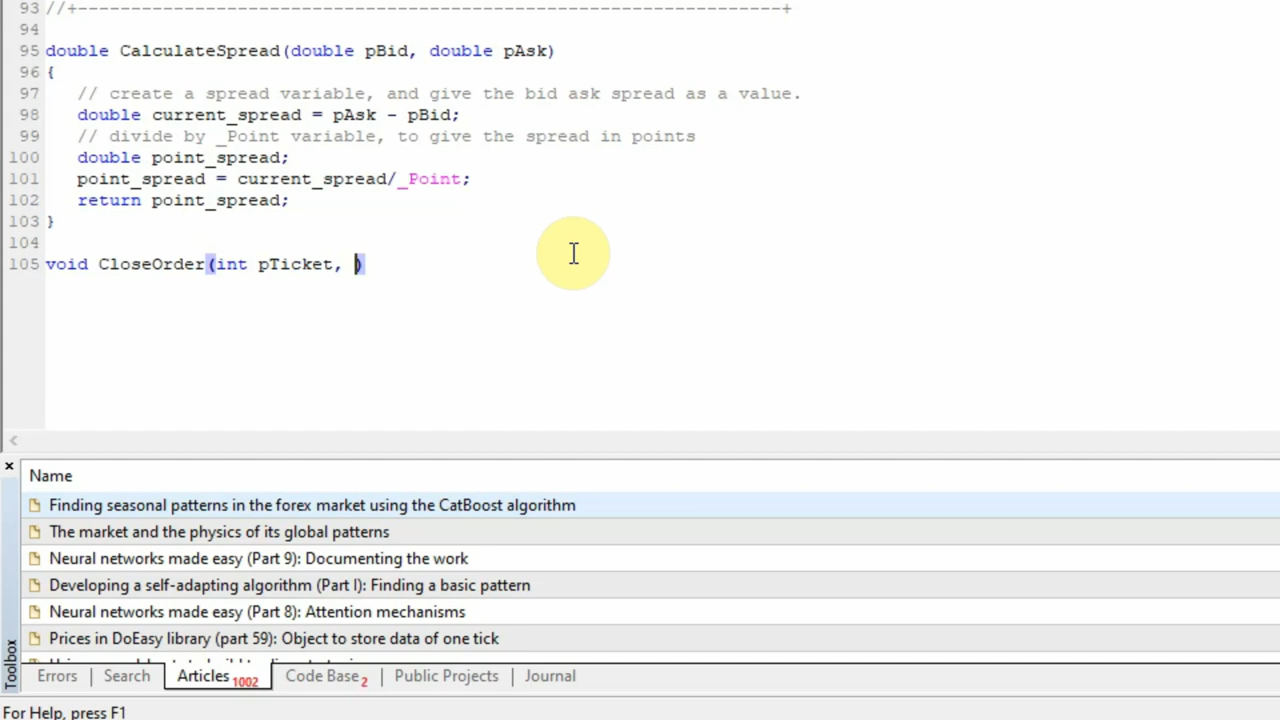 93 //+------------------------------------------------------------------+
94
95 double CalculateSpread(double pBid, double pAsk)
96 {
97 // create a spread variable, and give the bid ask spread as a value.
98 double current_spread = pAsk - pBid;
99 // divide by _Point variable, to give the spread in points
100 double point_spread;
101 point_spread = current_spread/_Point;
102 return point_spread;
103 }
104
105 void CloseOrder(int pTicket, )
Name
Finding seasonal patterns in the forex market using the CatBoost algorithm
The market and the physics of its global patterns
Neural networks made easy (Part 9): Documenting the work
Developing a self-adapting algorithm (Part I): Finding a basic pattern
Neural networks made easy (Part 8): Attention mechanisms
Prices in DoEasy library (part 59): Object to store data of one tick
Toolbox
Errors Search Articles 1002 Code Base 2 Public Projects Journal
For Help, press F1